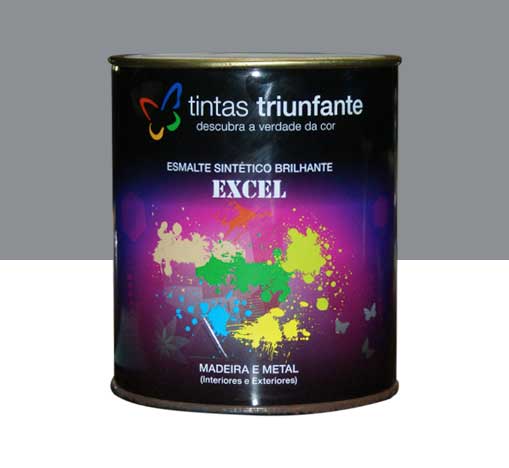 tintas triunfante
descubra a verdade da cor
ESMALTE SINTÉTICO BRILHANTE
EXCEL
MADEIRA E METAL
(Interiores e Exteriores)